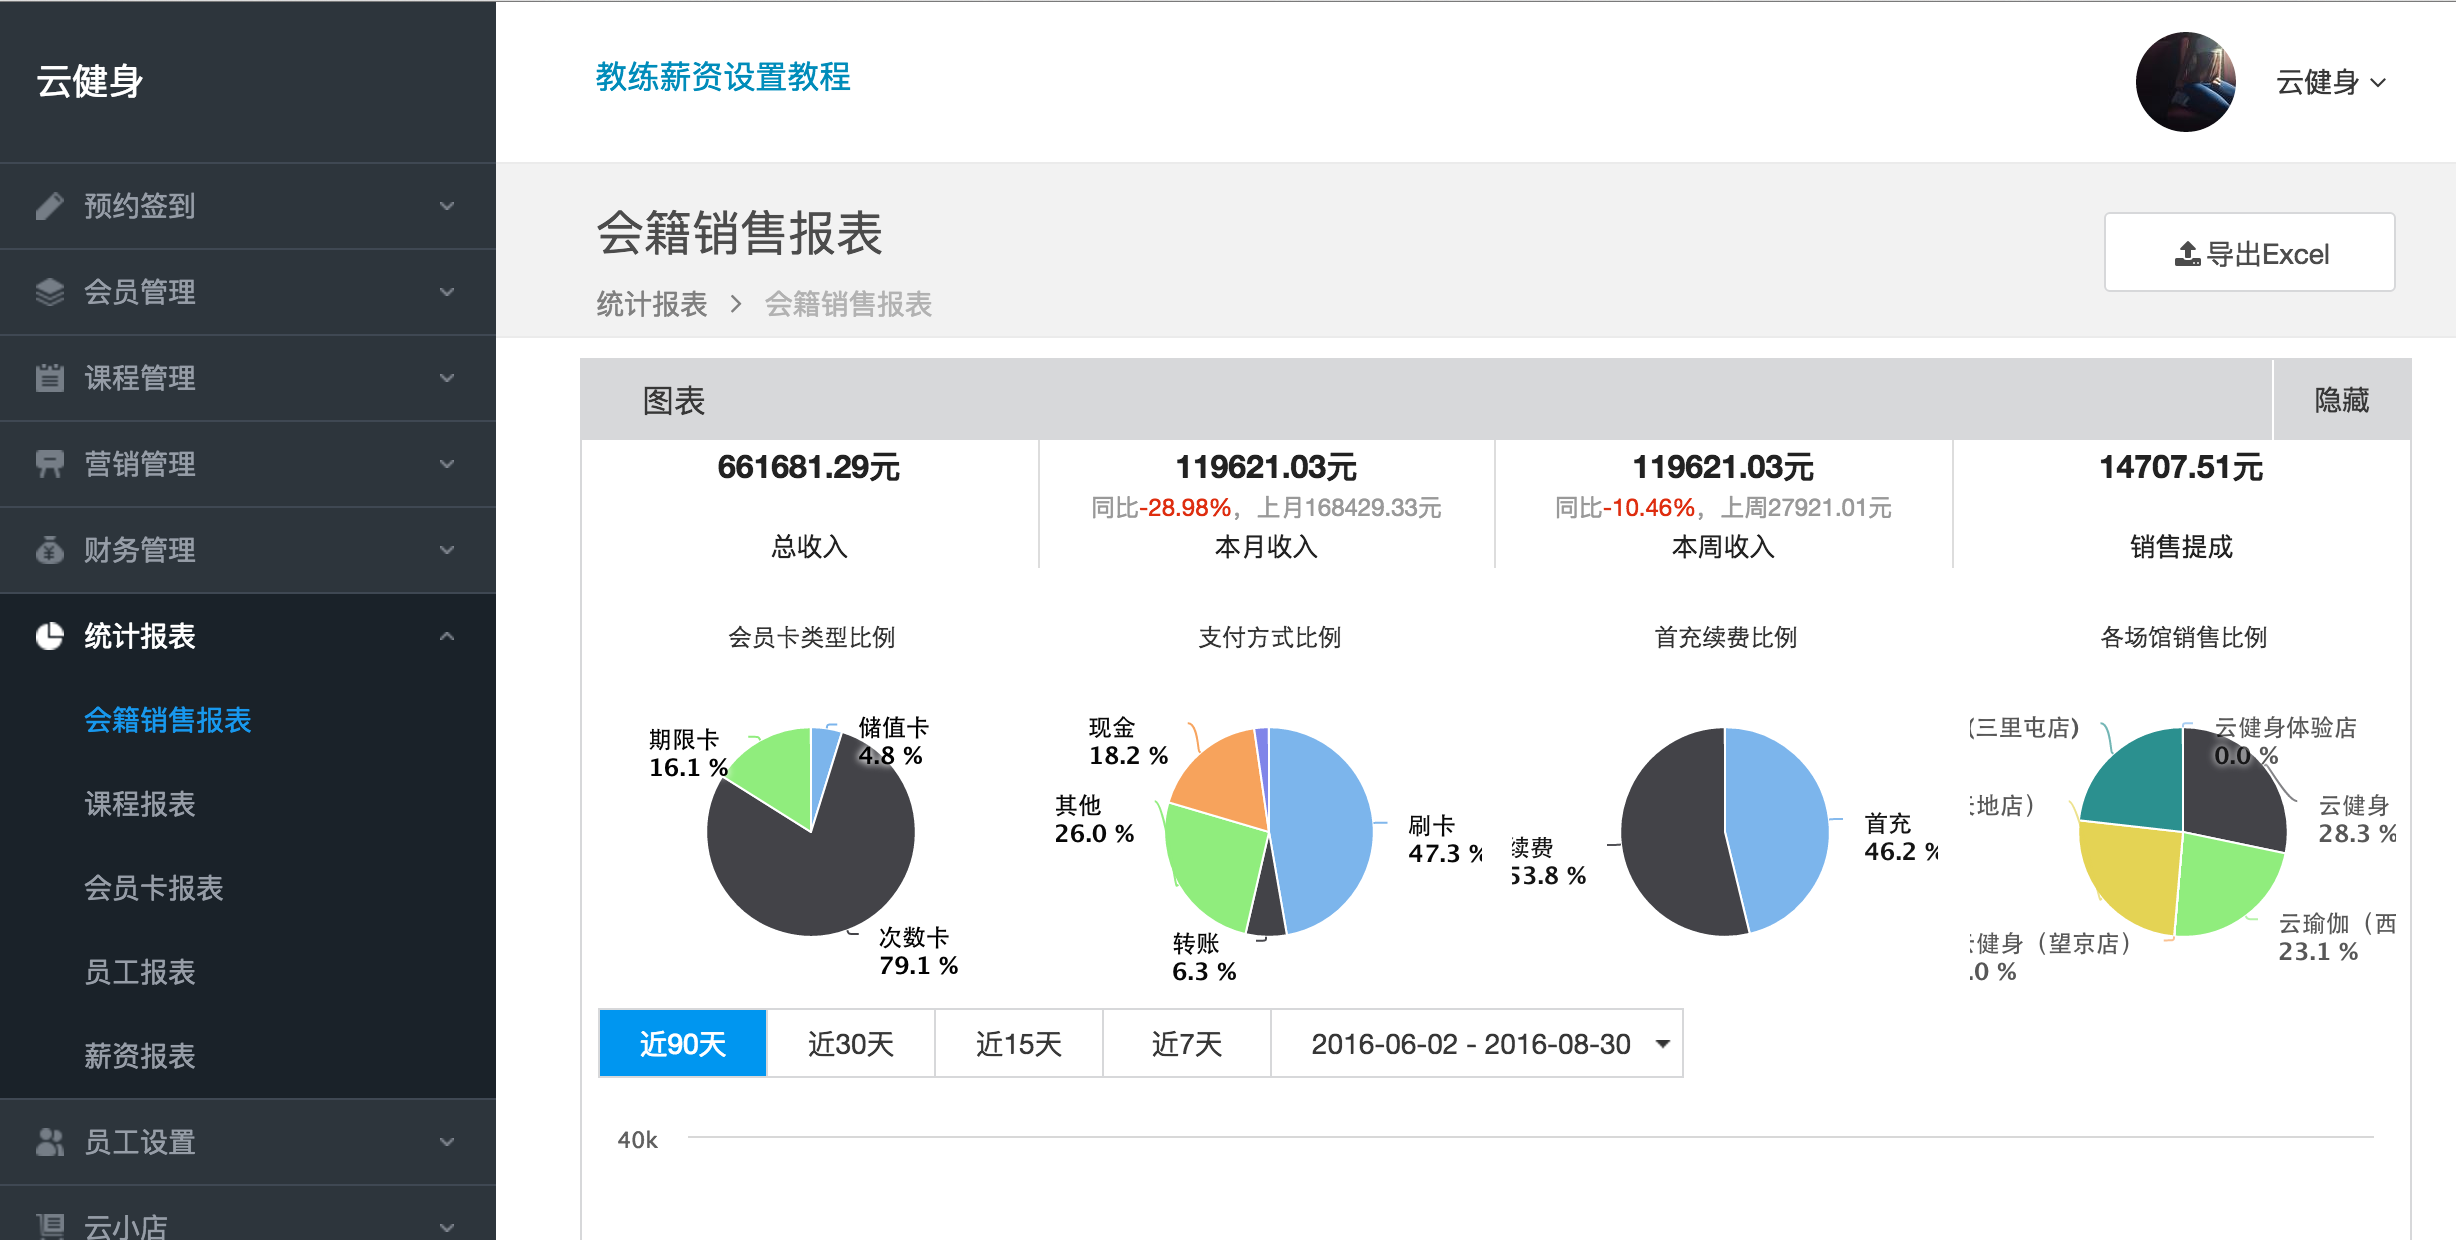 云健身
教练薪资设置教程
云健身
预约签到
会员管理
课程管理
营销管理
财务管理
统计报表
会籍销售报表
课程报表
会员卡报表
员工报表
薪资报表
员工设置
云小店
会籍销售报表
统计报表 > 会籍销售报表
导出Excel
图表
隐藏
661681.29元
总收入
119621.03元
同比-28.98%，上月168429.33元
本月收入
119621.03元
同比-10.46%，上周27921.01元
本周收入
14707.51元
销售提成
会员卡类型比例
期限卡
16.1 %
储值卡
4.8 %
次数卡
79.1 %
支付方式比例
现金
18.2 %
其他
26.0 %
刷卡
47.3 %
转账
6.3 %
首充续费比例
续费
53.8 %
首充
46.2 %
各场馆销售比例
(三里屯店)
云健身体验店
0.0 %
地店）
云健身
28.3 %
健身（望京店）
.0 %
云瑜伽（西
23.1 %
近90天
近30天
近15天
近7天
2016-06-02 - 2016-08-30
40k